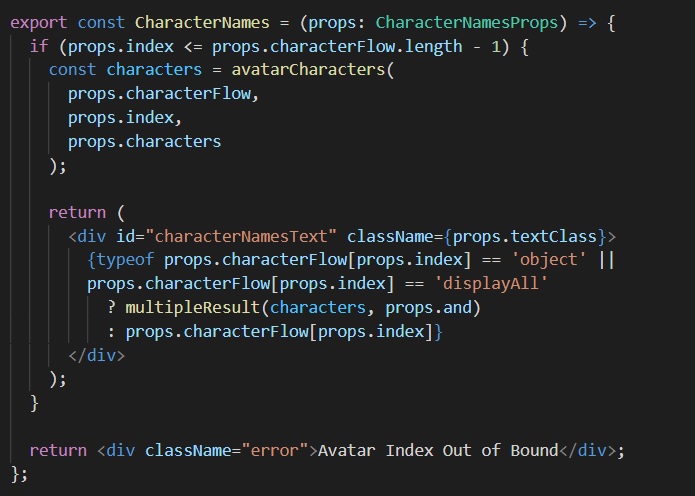 export const CharacterNames = (props: CharacterNamesProps) => {
  if (props.index <= props.characterFlow.length - 1) {
    const characters = avatarCharacters(
      props.characterFlow,
      props.index,
      props.characters
    );

    return (
      <div id="characterNamesText" className={props.textClass}>
        {typeof props.characterFlow[props.index] == 'object' ||
        props.characterFlow[props.index] == 'displayAll'
          ? multipleResult(characters, props.and)
          : props.characterFlow[props.index]}
      </div>
    );
  }

  return <div className="error">Avatar Index Out of Bound</div>;
};